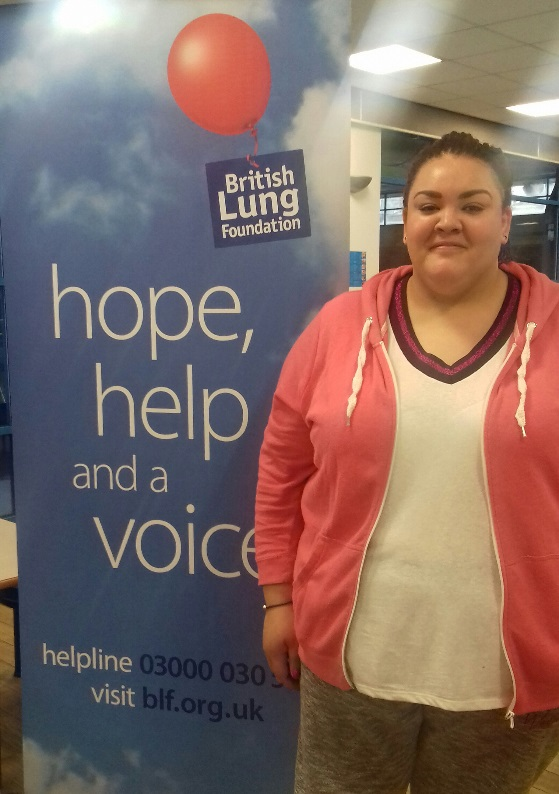 British
Lung
Foundation
hope,
help
and a
voice
helpline 03000 030
visit blf.org.uk